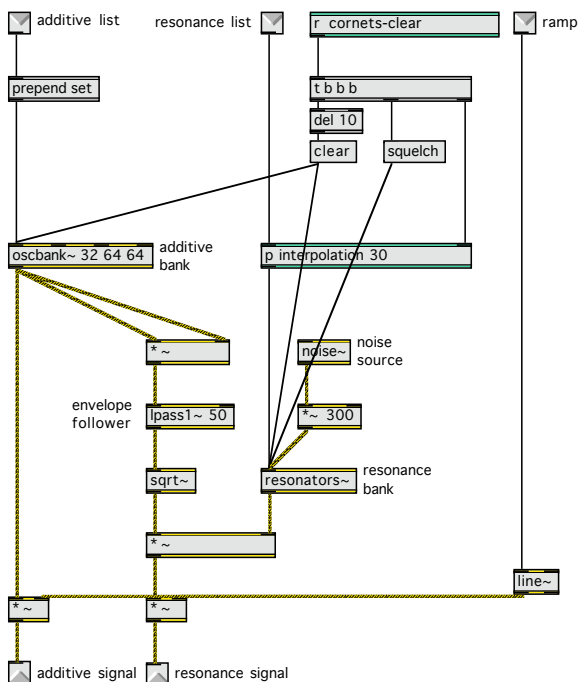 additive list
resonance list
r cornets-clear
ramp
prepend set
t b b b
del 10
clear
squelch
oscbank~ 32 64 64
additive
bank
p interpolation 30
* ~
noise~
noise
source
envelope
follower
lpass1~ 50
*~ 300
sqrt~
resonators~
resonance
bank
* ~
line~
* ~
* ~
additive signal
resonance signal